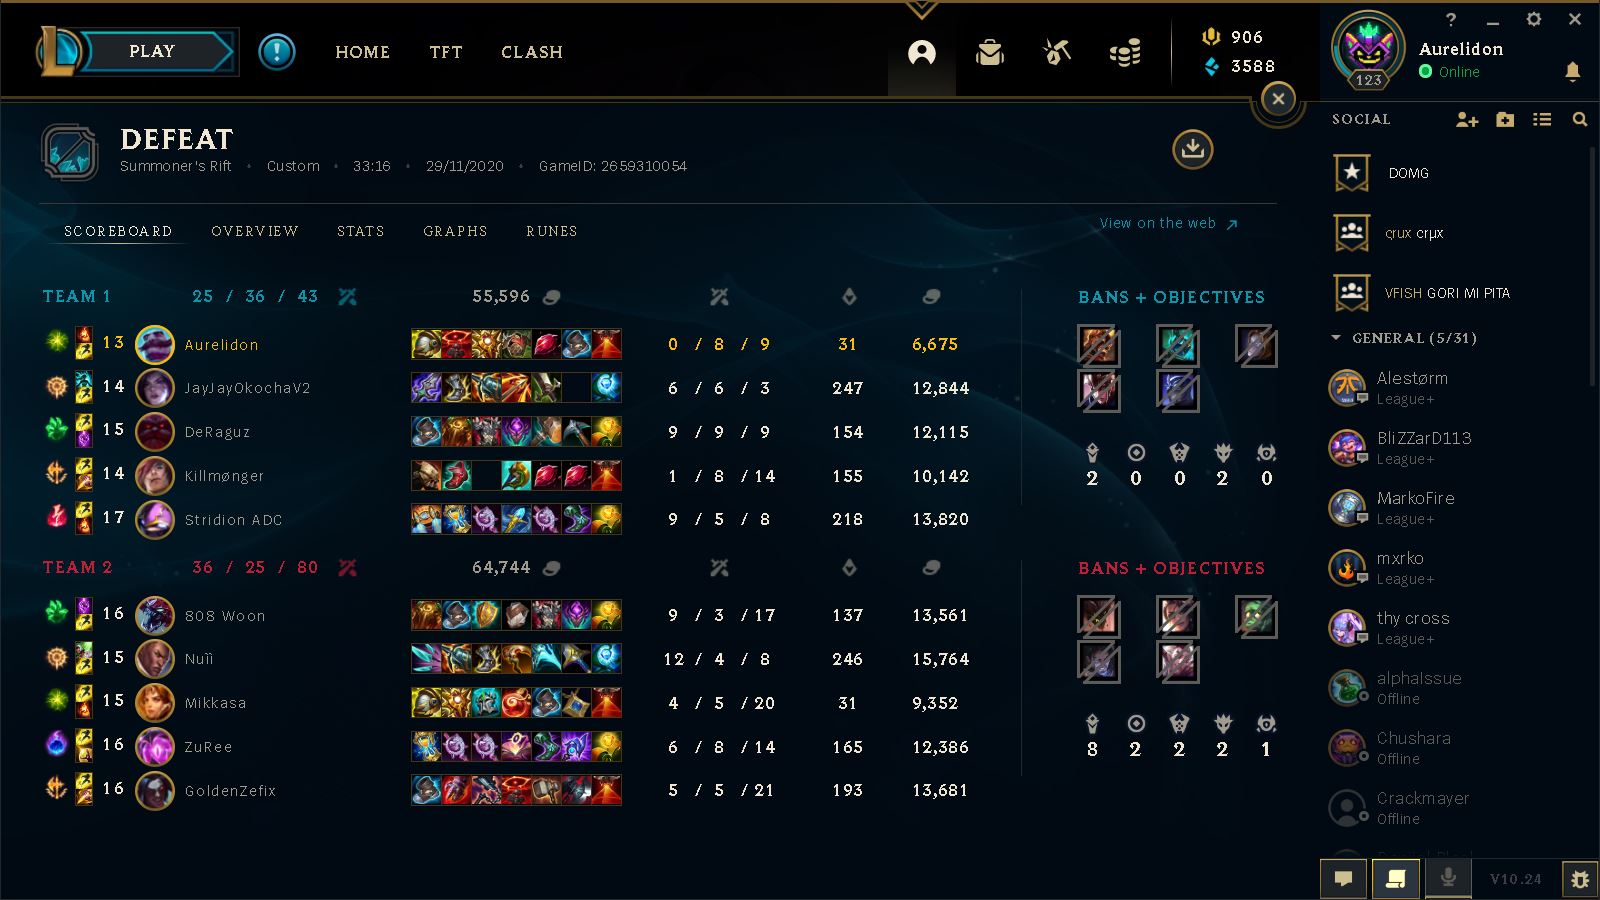 PLAY
HOME
TFT
CLASH
906
3588
?
Aurelidon
Online
123
DEFEAT
Summoner's Rift • Custom • 33:16 • 29/11/2020 • GameID: 2659310054
SCOREBOARD
OVERVIEW
STATS
GRAPHS
RUNES
View on the web
TEAM 1 25 / 36 / 43 55,596
BANS + OBJECTIVES
13 Aurelidon 0 / 8 / 9 31 6,675
14 JayJayOkochaV2 6 / 6 / 3 247 12,844
15 DeRaguz 9 / 9 / 9 154 12,115
14 Killmønger 1 / 8 / 14 155 10,142
17 Stridion ADC 9 / 5 / 8 218 13,820
2 0 0 2 0
TEAM 2 36 / 25 / 80 64,744
BANS + OBJECTIVES
16 808 Woon 9 / 3 / 17 137 13,561
15 Nuìì 12 / 4 / 8 246 15,764
15 Mikkasa 4 / 5 / 20 31 9,352
16 ZuRee 6 / 8 / 14 165 12,386
16 GoldenZefix 5 / 5 / 21 193 13,681
8 2 2 2 1
SOCIAL
DOMG
çrux crµx
VFISH GORI MI PITA
GENERAL (5/31)
Alestørm
League+
BliZZarD113
League+
MarkoFire
League+
mxrko
League+
thy cross
League+
alphaIssue
Offline
Chushara
Offline
Crackmayer
Offline
V10.24